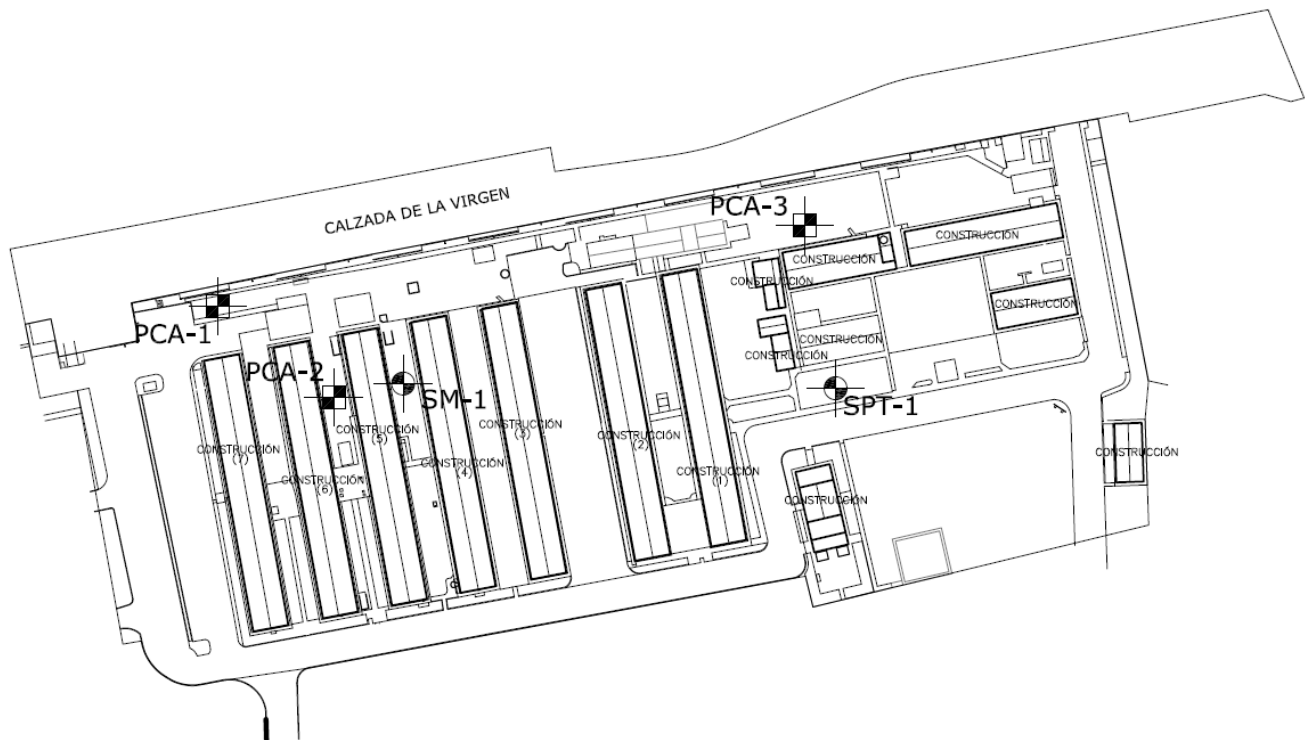 CALZADA DE LA VIRGEN
PCA-3
CONSTRUCCIÓN
CONSTRUCCIÓN
CONSTRUCCIÓN
CONSTRUCCIÓN
PCA-1
CONSTRUCCIÓN
CONSTRUCCIÓN
PCA-2
SM-1
SPT-1
CONSTRUCCIÓN
(7)
CONSTRUCCIÓN
(6)
CONSTRUCCIÓN
(5)
CONSTRUCCIÓN
(4)
CONSTRUCCIÓN
(3)
CONSTRUCCIÓN
(2)
CONSTRUCCIÓN
(1)
CONSTRUCCIÓN
CONSTRUCCIÓN